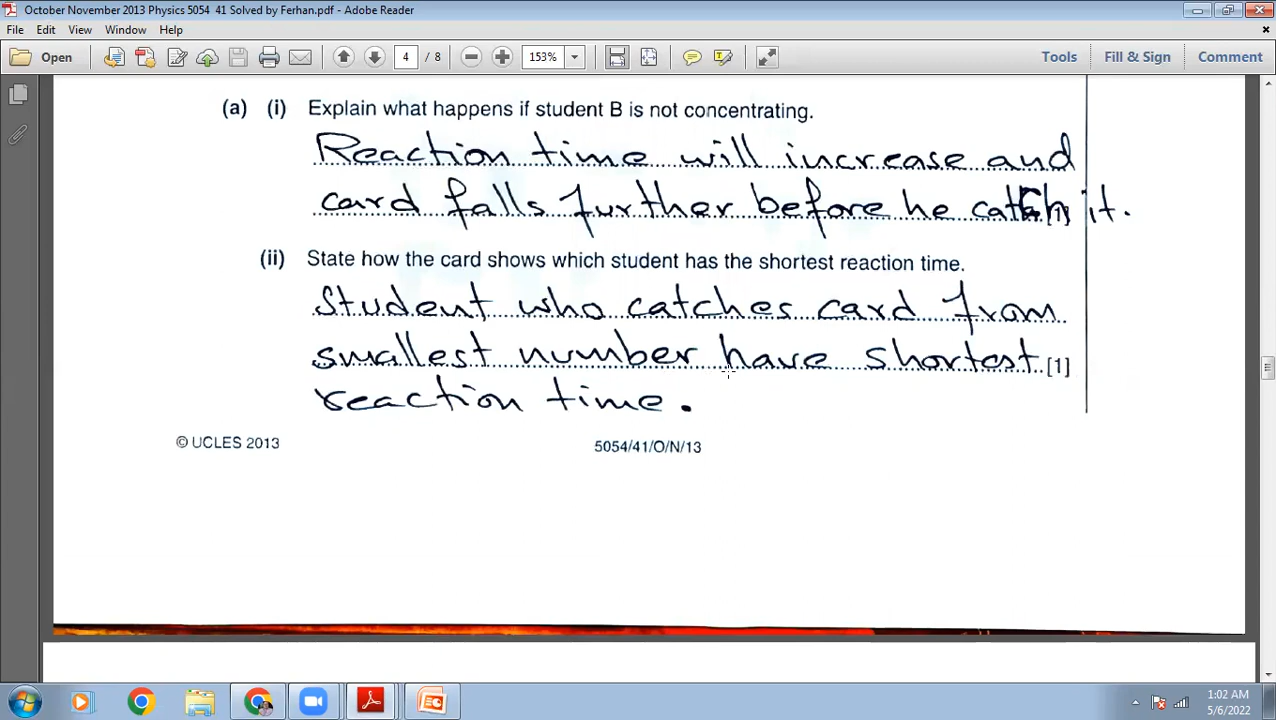 October November 2013 Physics 5054 41 Solved by Ferhan.pdf - Adobe Reader
File Edit View Window Help
Open 4 / 8 153% Tools Fill & Sign Comment
(a) (i) Explain what happens if student B is not concentrating.
Reaction time will increase and
card falls further before he catch it.
[1]
(ii) State how the card shows which student has the shortest reaction time.
Student who catches card from
smallest number have shortest [1]
reaction time.
© UCLES 2013 5054/41/O/N/13
1:02 AM
5/6/2022